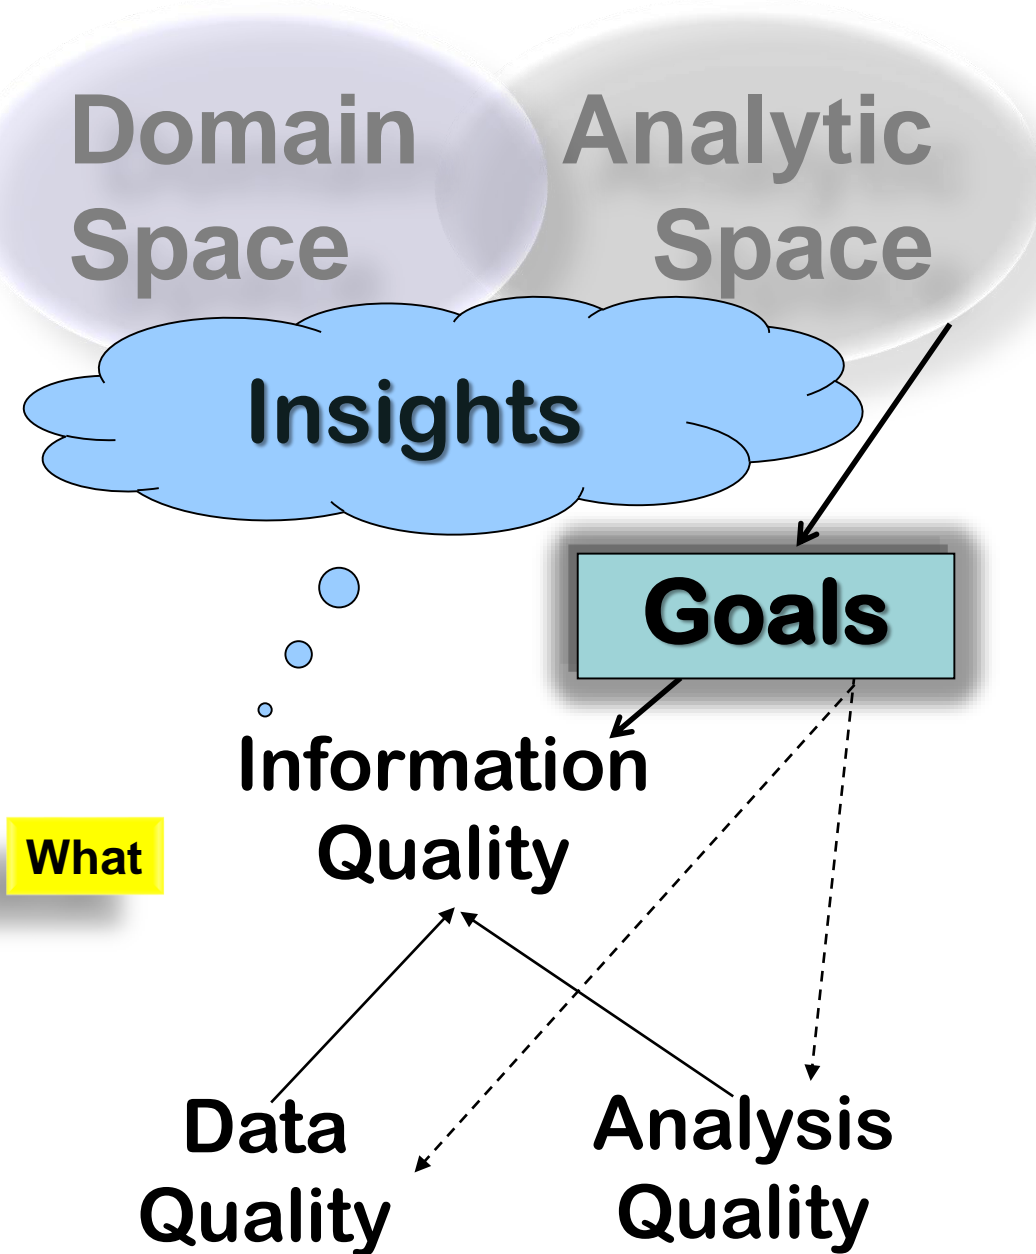 Domain
Space
Analytic
Space
Insights
Goals
Information
Quality
What
Data
Quality
Analysis
Quality